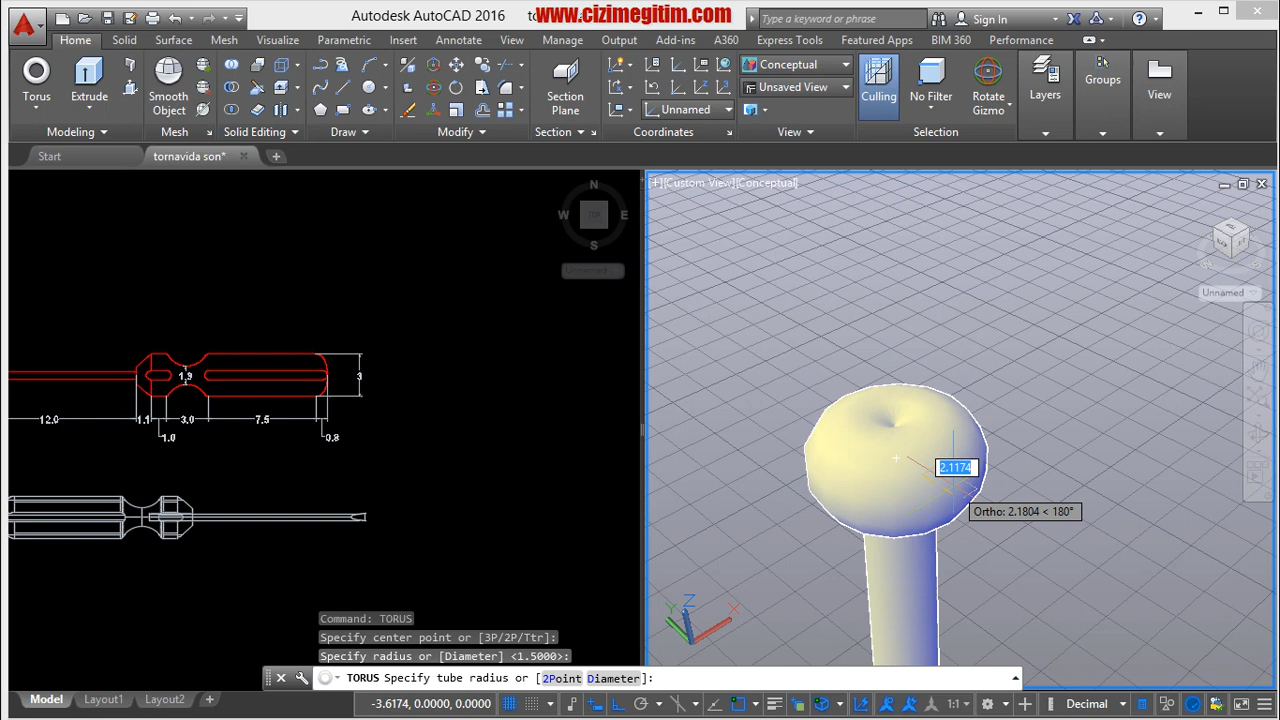 Autodesk AutoCAD 2016
www.cizimegitim.com
Type a keyword or phrase
Sign In
Home Solid Surface Mesh Visualize Parametric Insert Annotate View Manage Output Add-ins A360 Express Tools Featured Apps BIM 360 Performance
Torus
Extrude
Smooth
Object
Section
Plane
Conceptual
Unsaved View
Unnamed
Culling
No Filter
Rotate
Gizmo
Layers
Groups
View
Modeling Mesh Solid Editing Draw Modify Section Coordinates View Selection
Start
tornavida son*
[+][Custom View][Conceptual]
N
W TOP E
S
Unnamed
Unnamed
1,9
3
12.0 1.1 3.0 7.5
1.0 0.8
2.1174
Ortho: 2.1804 < 180°
Y Z X
Command: TORUS
Specify center point or [3P/2P/Ttr]:
Specify radius or [Diameter] <1.5000>:
TORUS Specify tube radius or [2Point Diameter]:
Model Layout1 Layout2 +
-3.6174, 0.0000, 0.0000
1:1
Decimal